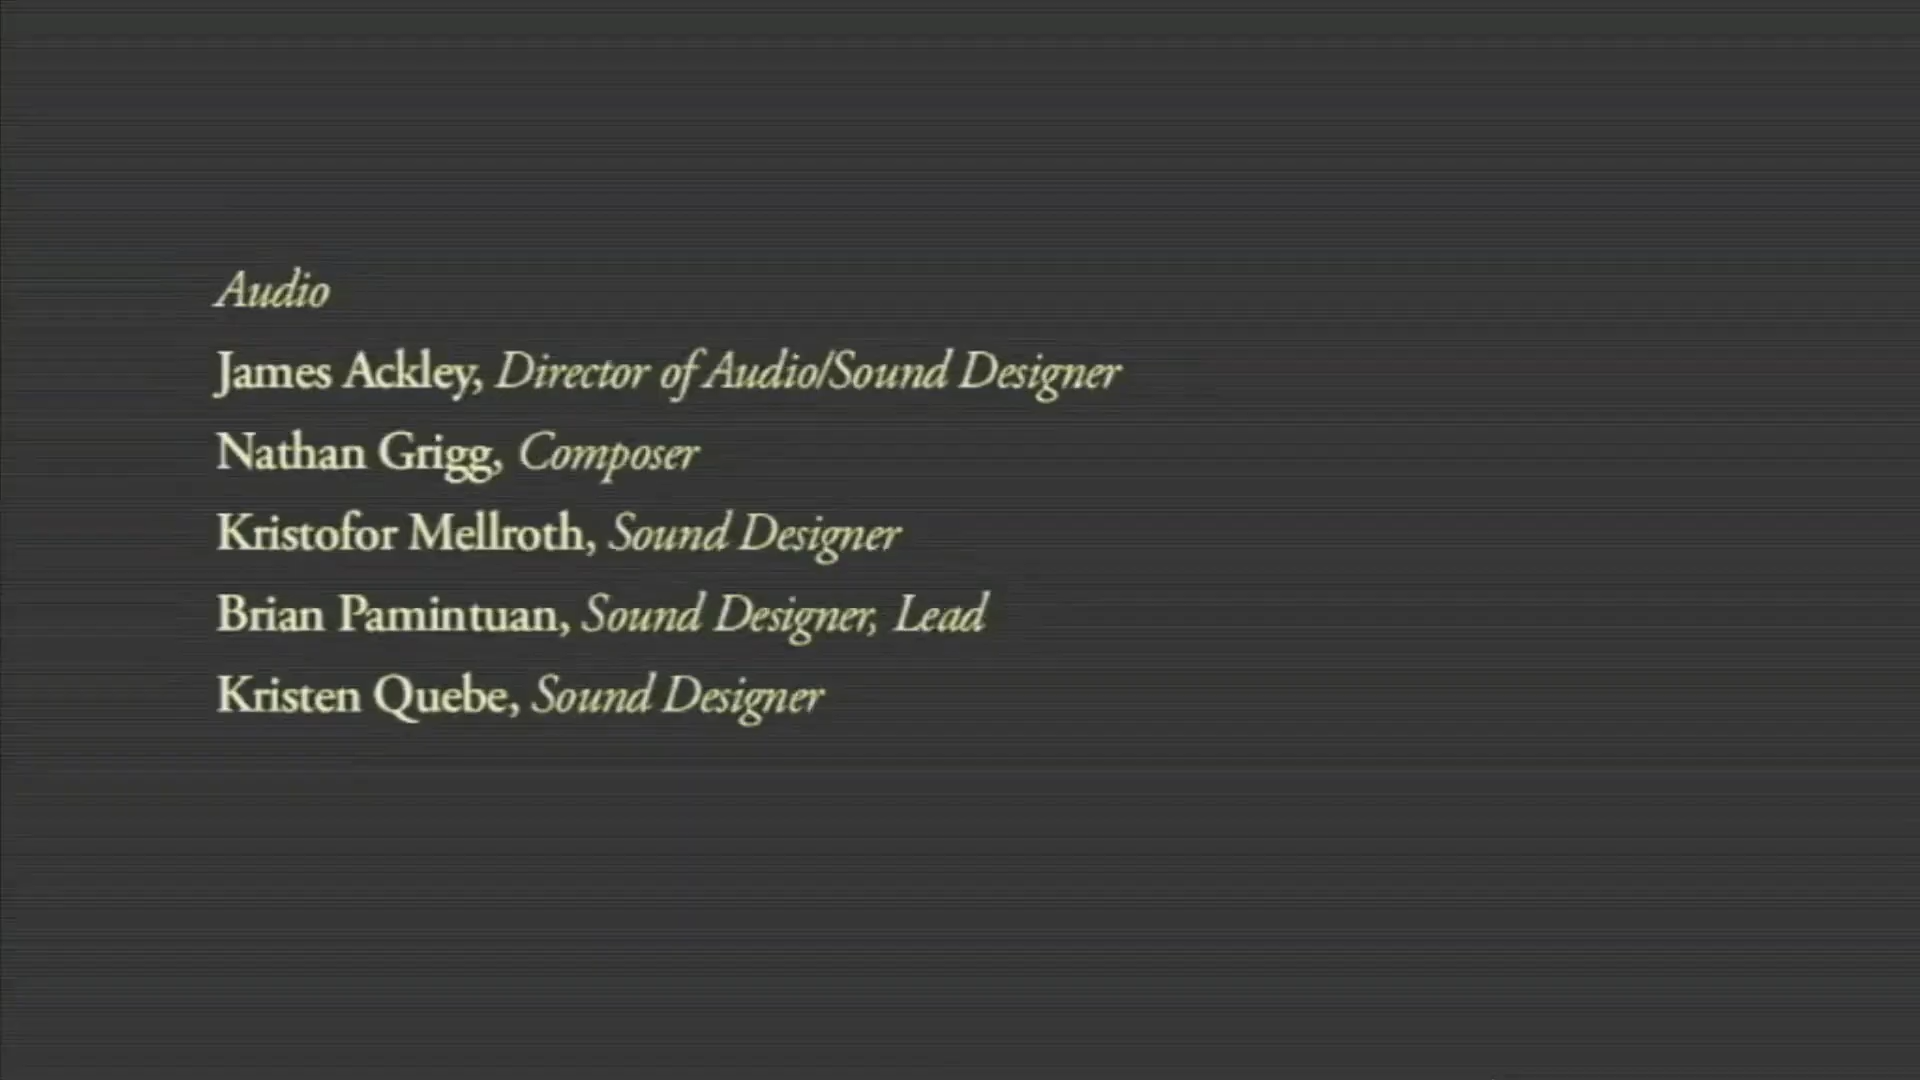 Audio
James Ackley, Director of Audio/Sound Designer
Nathan Grigg, Composer
Kristofor Mellroth, Sound Designer
Brian Pamintuan, Sound Designer, Lead
Kristen Quebe, Sound Designer